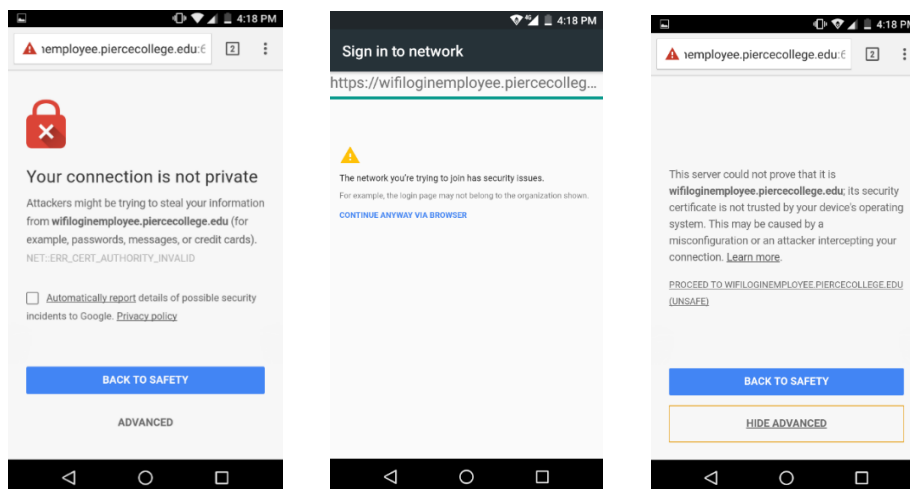 4:18 PM
nemployee.piercecollege.edu:6
2
Your connection is not private
Attackers might be trying to steal your information
from wifiloginemployee.piercecollege.edu (for
example, passwords, messages, or credit cards).
NET::ERR_CERT_AUTHORITY_INVALID
Automatically report details of possible security
incidents to Google. Privacy policy
BACK TO SAFETY
ADVANCED
4:18 PM
Sign in to network
https://wifiloginemployee.piercecolleg...
The network you're trying to join has security issues.
For example, the login page may not belong to the organization shown.
CONTINUE ANYWAY VIA BROWSER
4:18 PM
nemployee.piercecollege.edu:6
2
This server could not prove that it is
wifiloginemployee.piercecollege.edu; its security
certificate is not trusted by your device's operating
system. This may be caused by a
misconfiguration or an attacker intercepting your
connection. Learn more.
PROCEED TO WIFILOGINEMPLOYEE.PIERCECOLLEGE.EDU
(UNSAFE)
BACK TO SAFETY
HIDE ADVANCED